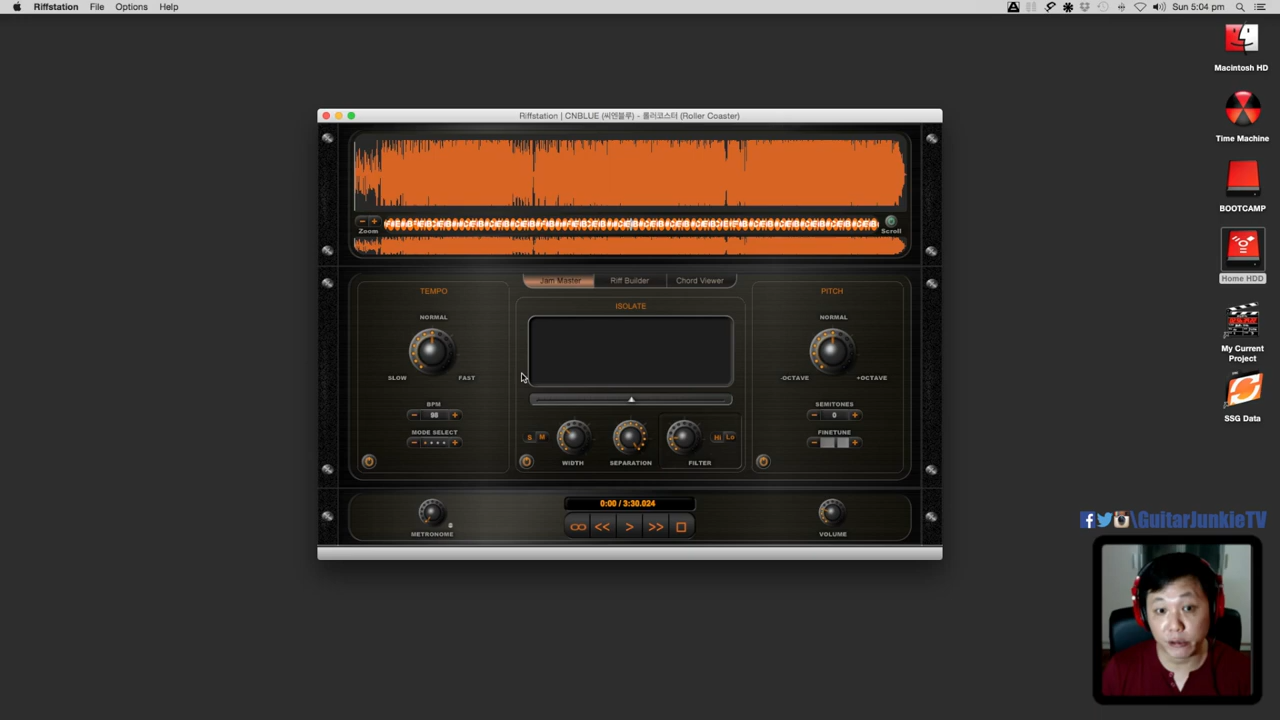 Riffstation File Options Help
Sun 5:04 pm
Macintosh HD
Time Machine
BOOTCAMP
Home HDD
My Current
Project
SSG Data
Riffstation | CNBLUE (씨엔블루) - 롤러코스터 (Roller Coaster)
Zoom
Scroll
Jam Master Riff Builder Chord Viewer
TEMPO
NORMAL
SLOW FAST
BPM
98
MODE SELECT
ISOLATE
S M
Hi Lo
WIDTH SEPARATION FILTER
PITCH
NORMAL
-OCTAVE +OCTAVE
SEMITONES
0
FINETUNE
METRONOME
0:00 / 3:30.024
VOLUME
\GuitarJunkieTV